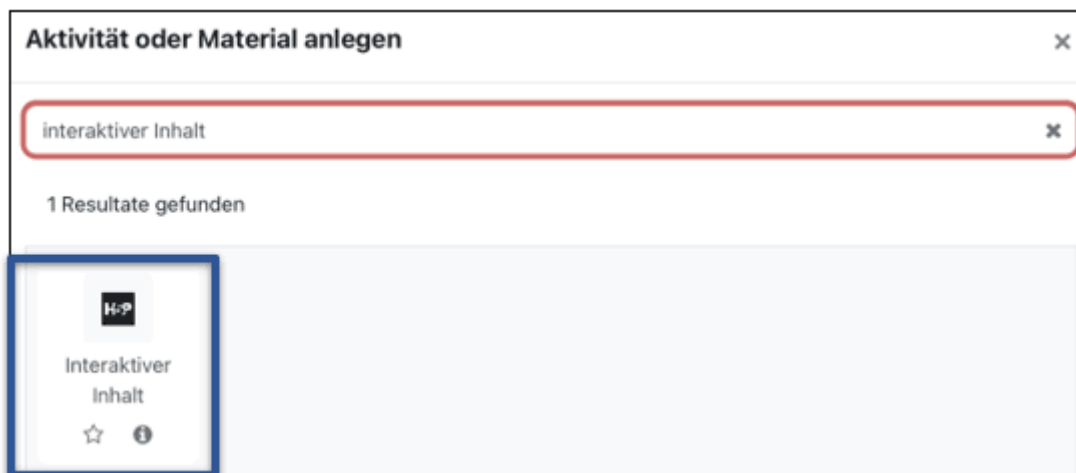 Aktivität oder Material anlegen
interaktiver Inhalt
1 Resultate gefunden
H5P
Interaktiver
Inhalt